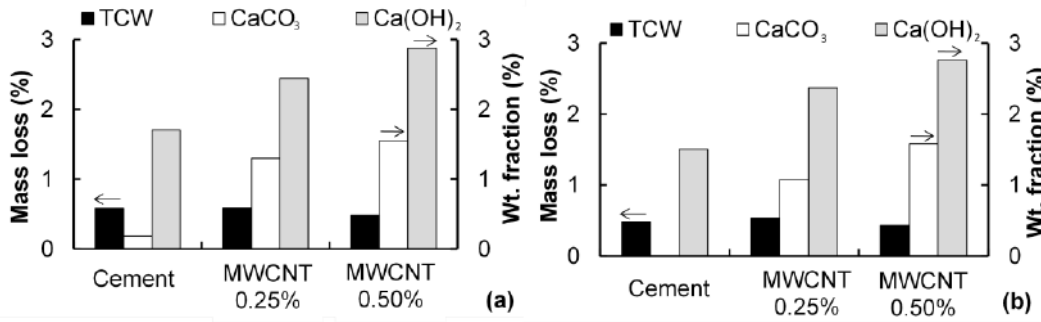 TCW CaCO₃ Ca(OH)₂
Mass loss (%)
3
2
1
0
3
2
1
0
Wt. fraction (%)
Cement
MWCNT
0.25%
MWCNT
0.50%
(a)
TCW CaCO₃ Ca(OH)₂
Mass loss (%)
3
2
1
0
3
2
1
0
Wt. fraction (%)
Cement
MWCNT
0.25%
MWCNT
0.50%
(b)